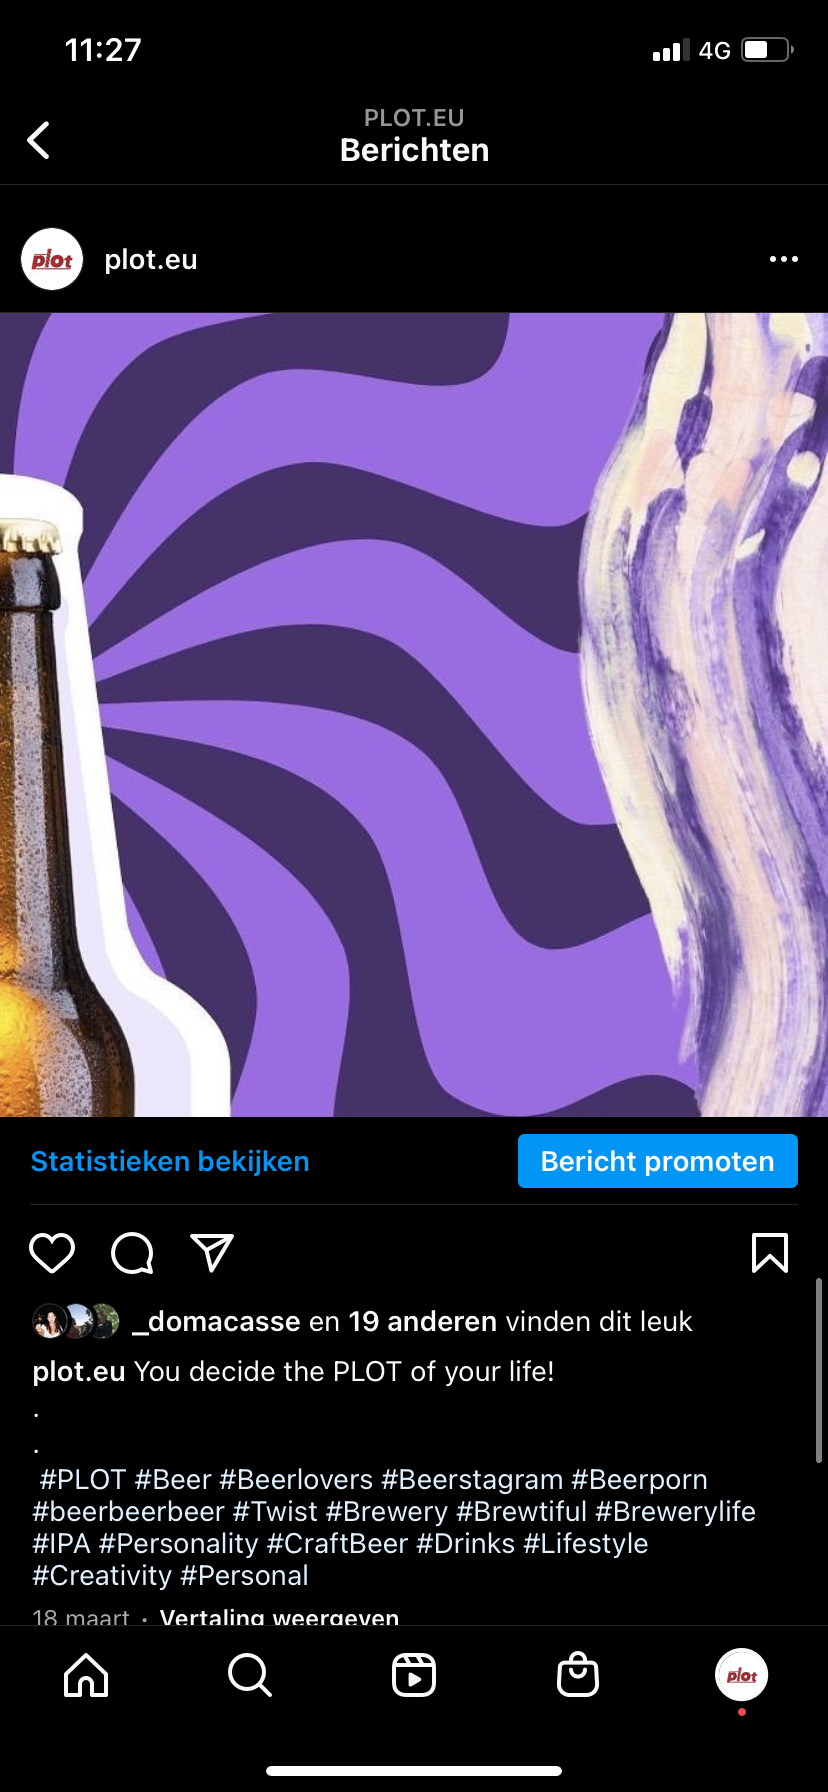 11:27
4G
PLOT.EU
Berichten
plot
plot.eu
Statistieken bekijken
Bericht promoten
_domacasse en 19 anderen vinden dit leuk
plot.eu You decide the PLOT of your life!
.
.
#PLOT #Beer #Beerlovers #Beerstagram #Beerporn
#beerbeerbeer #Twist #Brewery #Brewtiful #Brewerylife
#IPA #Personality #CraftBeer #Drinks #Lifestyle
#Creativity #Personal
18 maart · Vertaling weergeven
plot